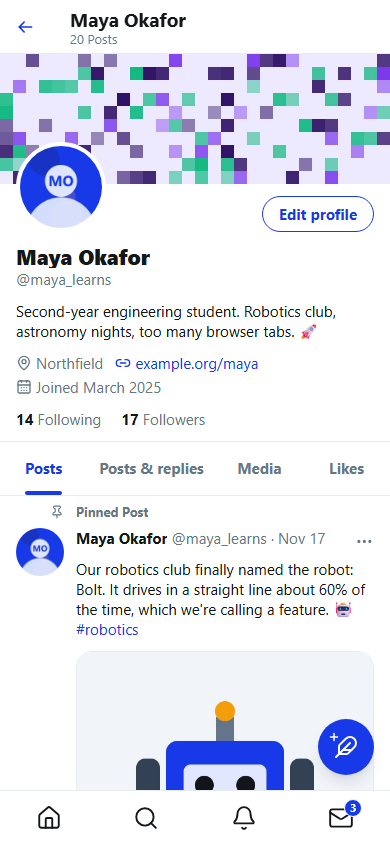 Maya Okafor
20 Posts
MO
Edit profile
Maya Okafor
@maya_learns
Second-year engineering student. Robotics club,
astronomy nights, too many browser tabs. 🚀
Northfield example.org/maya
Joined March 2025
14 Following 17 Followers
Posts Posts & replies Media Likes
Pinned Post
MO
Maya Okafor @maya_learns · Nov 17
Our robotics club finally named the robot:
Bolt. It drives in a straight line about 60% of
the time, which we're calling a feature. 🤖
#robotics
3